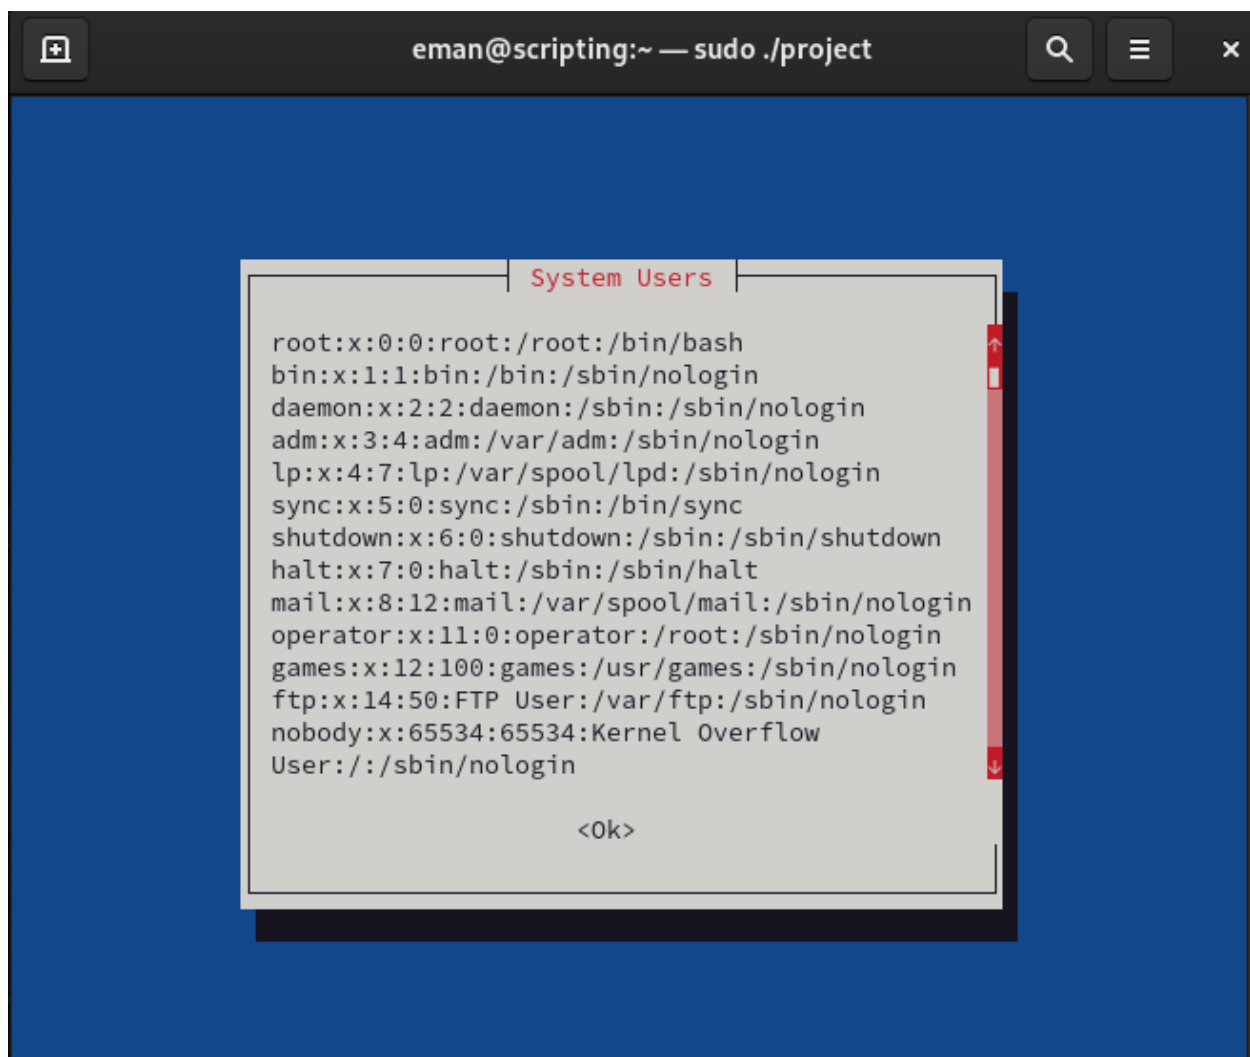 eman@scripting:~ — sudo ./project
System Users
root:x:0:0:root:/root:/bin/bash
bin:x:1:1:bin:/bin:/sbin/nologin
daemon:x:2:2:daemon:/sbin:/sbin/nologin
adm:x:3:4:adm:/var/adm:/sbin/nologin
lp:x:4:7:lp:/var/spool/lpd:/sbin/nologin
sync:x:5:0:sync:/sbin:/bin/sync
shutdown:x:6:0:shutdown:/sbin:/sbin/shutdown
halt:x:7:0:halt:/sbin:/sbin/halt
mail:x:8:12:mail:/var/spool/mail:/sbin/nologin
operator:x:11:0:operator:/root:/sbin/nologin
games:x:12:100:games:/usr/games:/sbin/nologin
ftp:x:14:50:FTP User:/var/ftp:/sbin/nologin
nobody:x:65534:65534:Kernel Overflow
User:/:/sbin/nologin
<Ok>